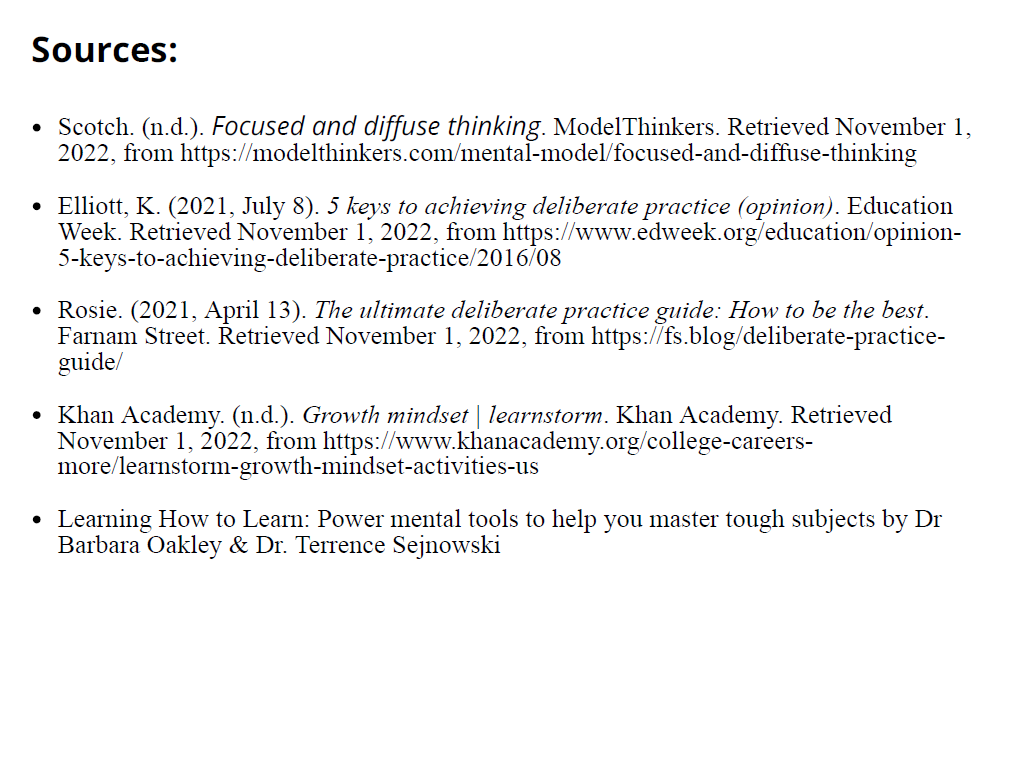 Sources:
• Scotch. (n.d.). Focused and diffuse thinking. ModelThinkers. Retrieved November 1,
2022, from https://modelthinkers.com/mental-model/focused-and-diffuse-thinking
• Elliott, K. (2021, July 8). 5 keys to achieving deliberate practice (opinion). Education
Week. Retrieved November 1, 2022, from https://www.edweek.org/education/opinion-
5-keys-to-achieving-deliberate-practice/2016/08
• Rosie. (2021, April 13). The ultimate deliberate practice guide: How to be the best.
Farnam Street. Retrieved November 1, 2022, from https://fs.blog/deliberate-practice-
guide/
• Khan Academy. (n.d.). Growth mindset | learnstorm. Khan Academy. Retrieved
November 1, 2022, from https://www.khanacademy.org/college-careers-
more/learnstorm-growth-mindset-activities-us
• Learning How to Learn: Power mental tools to help you master tough subjects by Dr
Barbara Oakley & Dr. Terrence Sejnowski